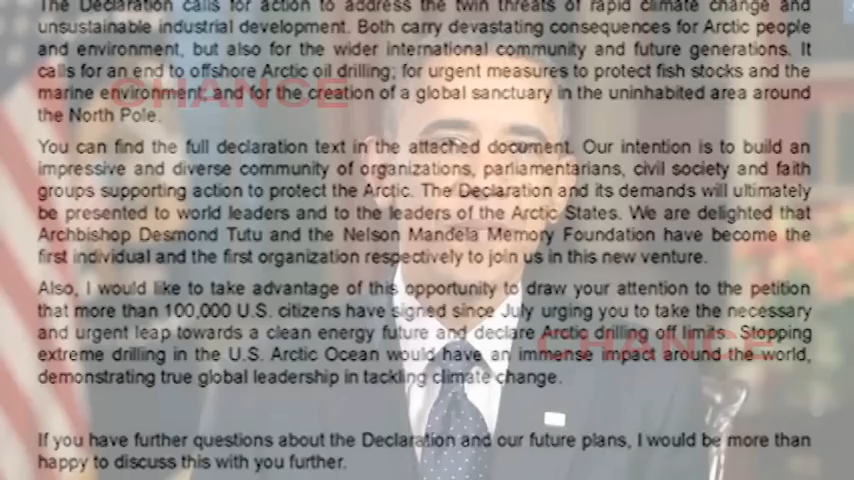 The Declaration calls for action to address the twin threats of rapid climate change and
unsustainable industrial development. Both carry devastating consequences for Arctic people
and environment, but also for the wider international community and future generations. It
calls for an end to offshore Arctic oil drilling; for urgent measures to protect fish stocks and the
marine environment; and for the creation of a global sanctuary in the uninhabited area around
CHANCE
the North Pole.
You can find the full declaration text in the attached document. Our intention is to build an
impressive and diverse community of organizations, parliamentarians, civil society and faith
groups supporting action to protect the Arctic. The Declaration and its demands will ultimately
be presented to world leaders and to the leaders of the Arctic States. We are delighted that
Archbishop Desmond Tutu and the Nelson Mandela Memory Foundation have become the
first individual and the first organization respectively to join us in this new venture.
Also, I would like to take advantage of this opportunity to draw your attention to the petition
that more than 100,000 U.S. citizens have signed since July urging you to take the necessary
and urgent leap towards a clean energy future and declare Arctic drilling off limits. Stopping
CHANCE
extreme drilling in the U.S. Arctic Ocean would have an immense impact around the world,
demonstrating true global leadership in tackling climate change.
If you have further questions about the Declaration and our future plans, I would be more than
happy to discuss this with you further.